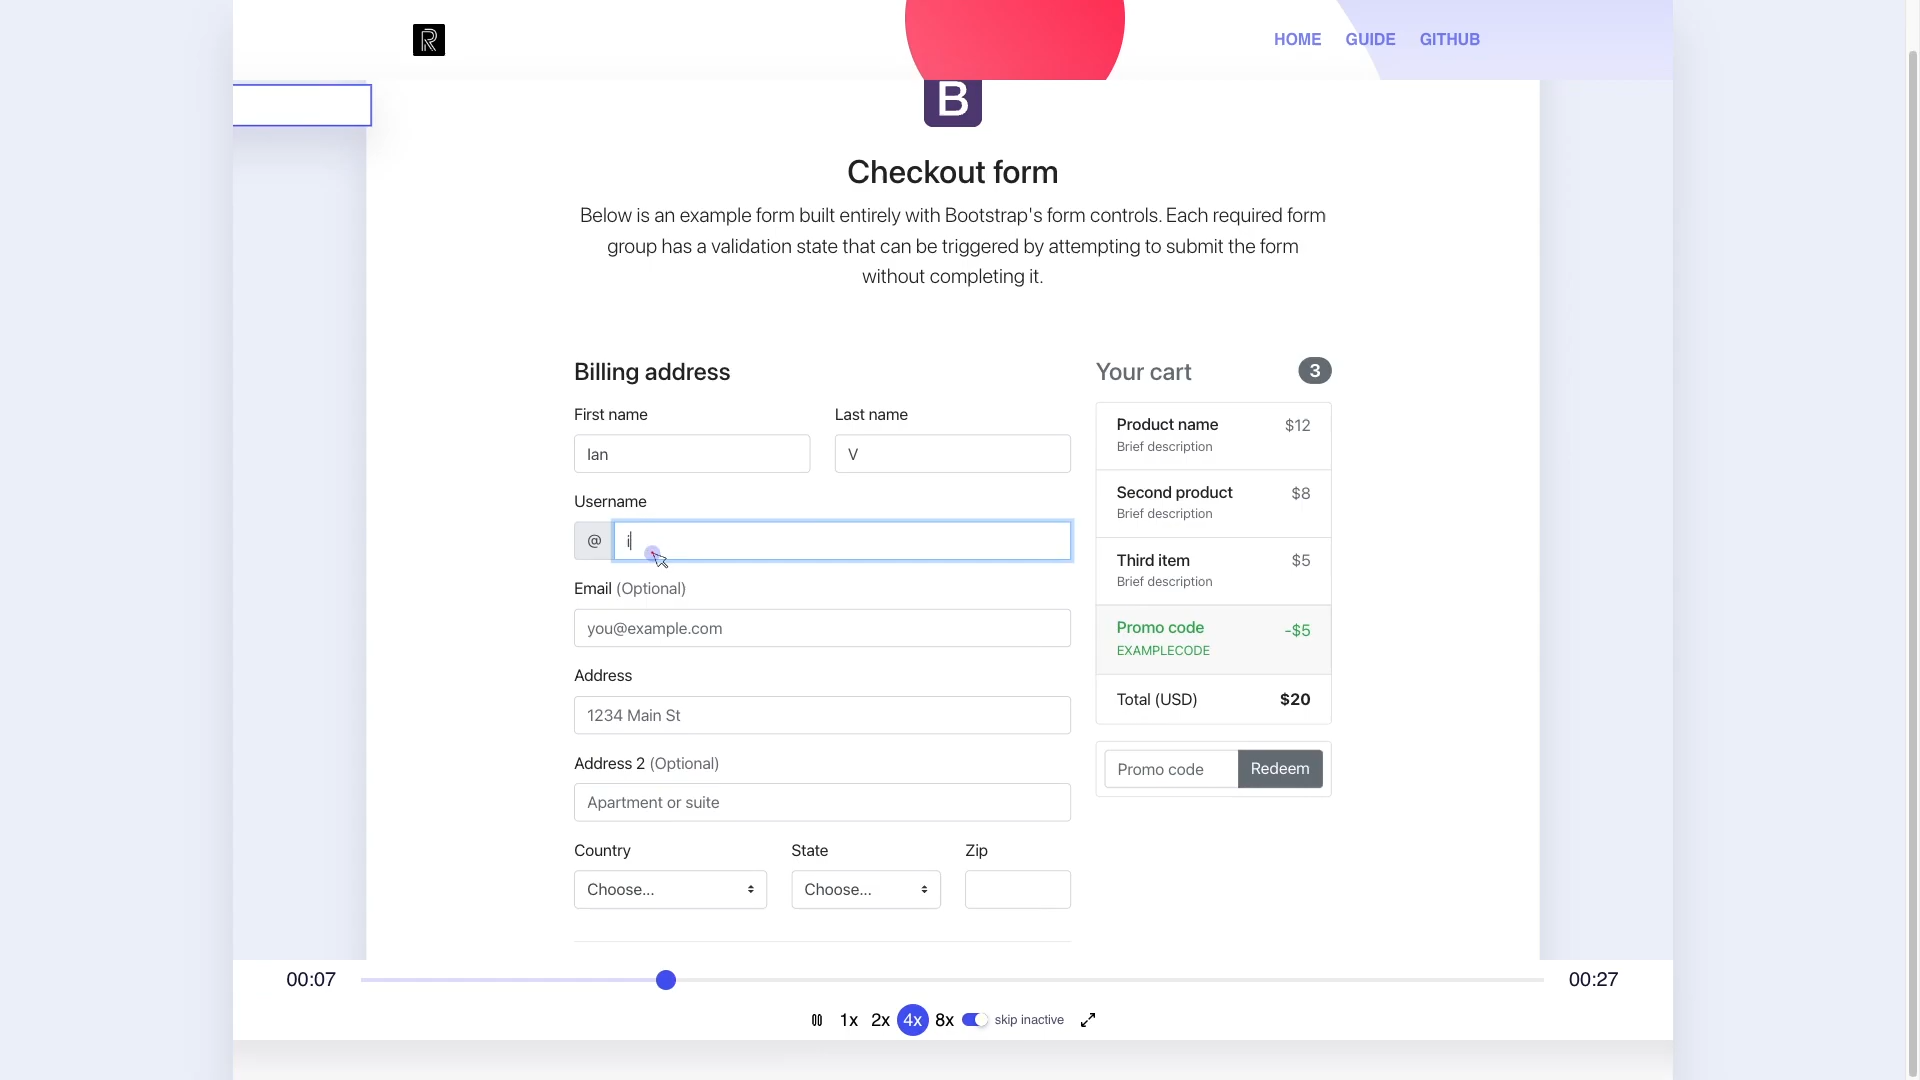 R
HOME GUIDE GITHUB
B
Checkout form
Below is an example form built entirely with Bootstrap's form controls. Each required form
group has a validation state that can be triggered by attempting to submit the form
without completing it.
Billing address
First name Last name
Ian V
Username
@ i
Email (Optional)
you@example.com
Address
1234 Main St
Address 2 (Optional)
Apartment or suite
Country State Zip
Choose... Choose...
Your cart 3
Product name $12
Brief description
Second product $8
Brief description
Third item $5
Brief description
Promo code -$5
EXAMPLECODE
Total (USD) $20
Promo code Redeem
00:07 00:27
1x 2x 4x 8x skip inactive